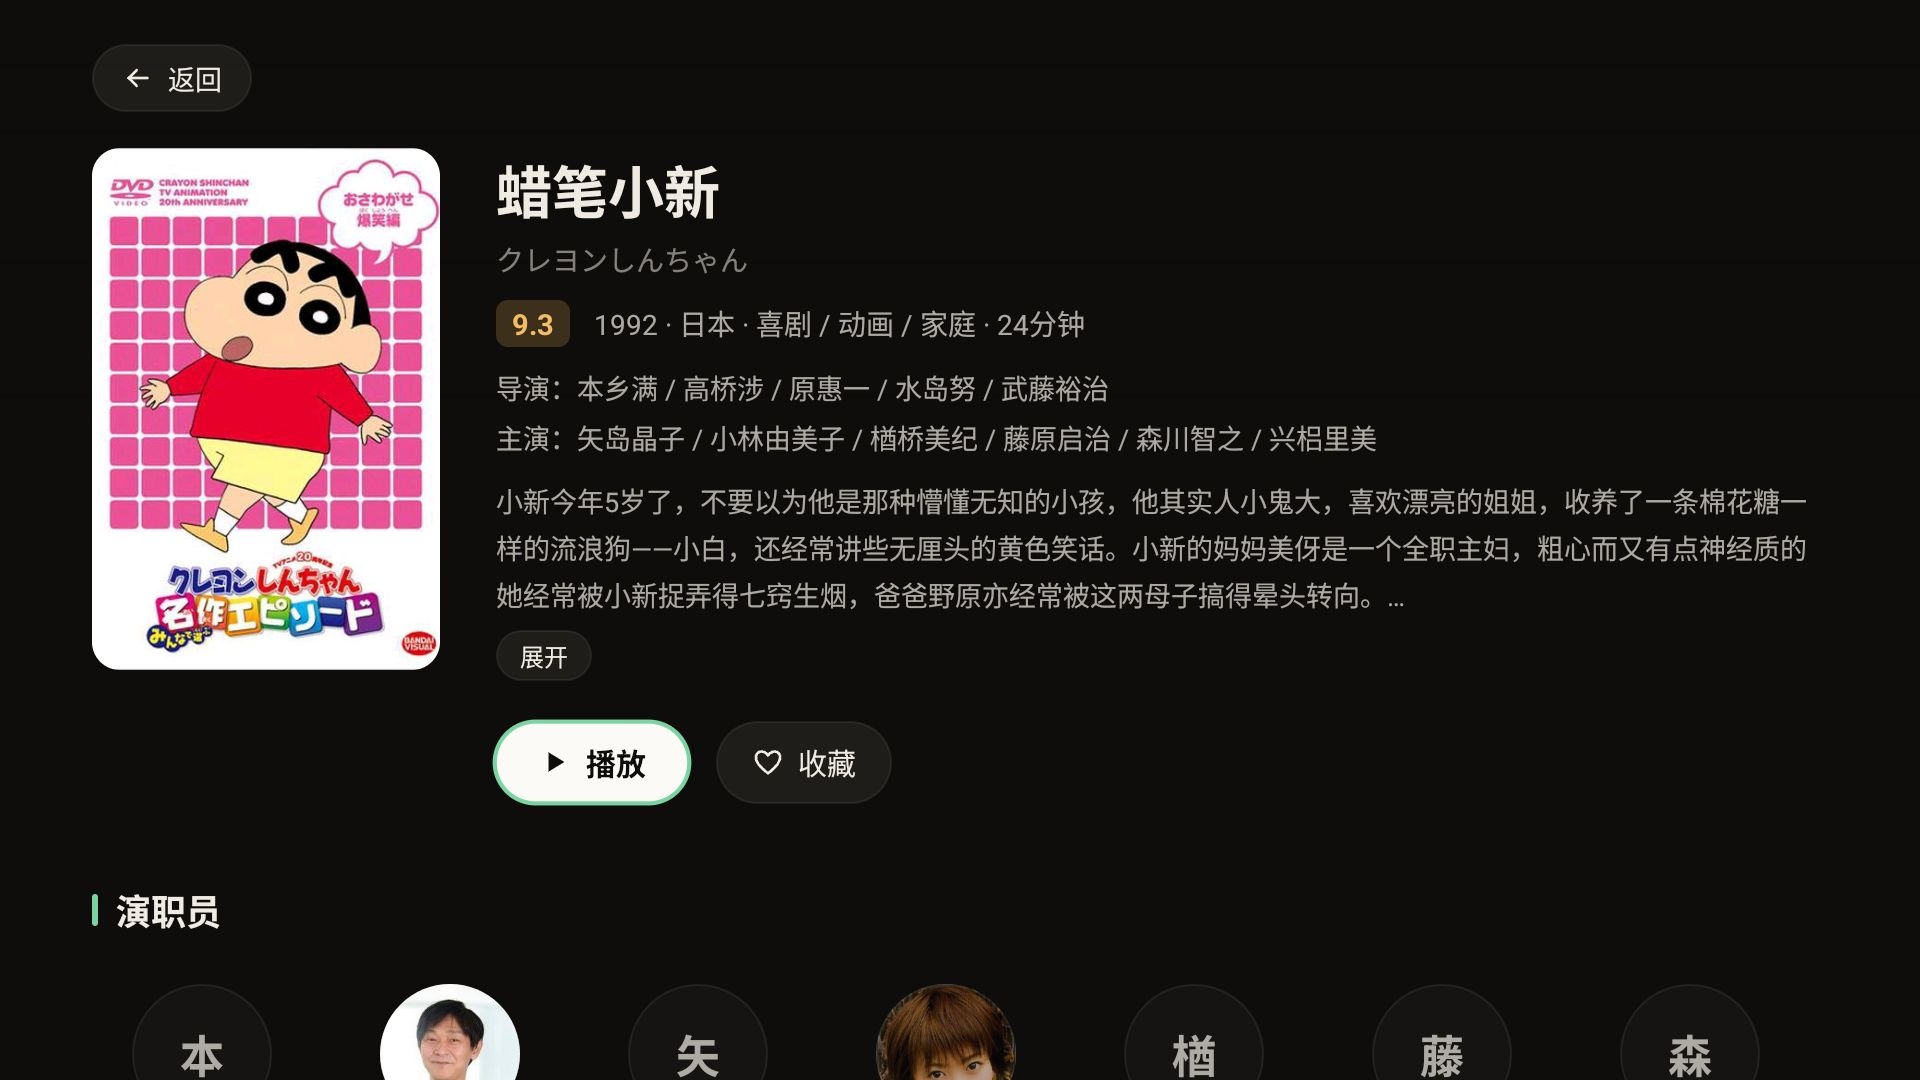 返回
DVD
VIDEO
CRAYON SHINCHAN
TV ANIMATION
20th ANNIVERSARY
おさわがせ
爆笑編
クレヨンしんちゃん
みんなで選ぶ
名作エピソード
BANDAI
VISUAL
蜡笔小新
クレヨンしんちゃん
9.3 1992 · 日本 · 喜剧 / 动画 / 家庭 · 24分钟
导演：本乡满 / 高桥涉 / 原惠一 / 水岛努 / 武藤裕治
主演：矢岛晶子 / 小林由美子 / 楢桥美纪 / 藤原启治 / 森川智之 / 兴梠里美
小新今年5岁了，不要以为他是那种懵懂无知的小孩，他其实人小鬼大，喜欢漂亮的姐姐，收养了一条棉花糖一
样的流浪狗——小白，还经常讲些无厘头的黄色笑话。小新的妈妈美伢是一个全职主妇，粗心而又有点神经质的
她经常被小新捉弄得七窍生烟，爸爸野原亦经常被这两母子搞得晕头转向。...
展开
播放
收藏
演职员
本
矢
楢
藤
森